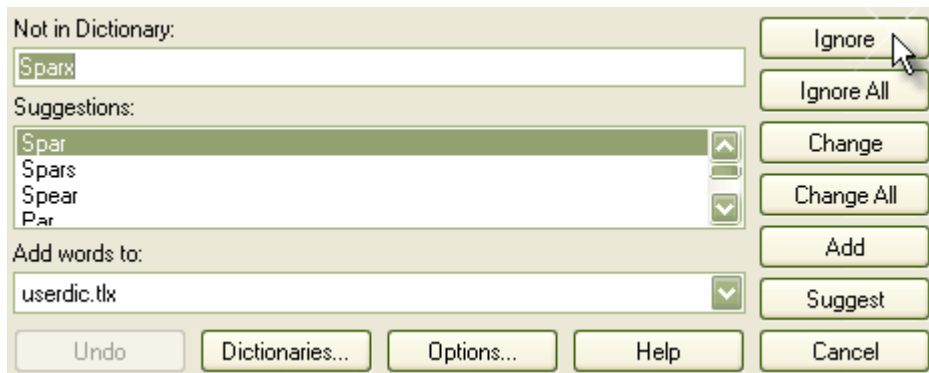 Not in Dictionary:
Sparx
Suggestions:
Spar
Spars
Spear
Par
Add words to:
userdic.tlx
Undo
Dictionaries...
Options...
Help
Ignore
Ignore All
Change
Change All
Add
Suggest
Cancel